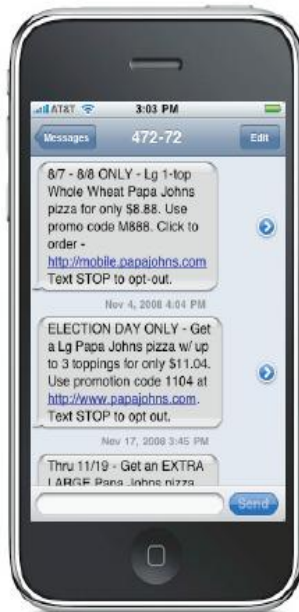 AT&T 3:03 PM
Messages 472-72 Edit
8/7 - 8/8 ONLY - Lg 1-top
Whole Wheat Papa Johns
pizza for only $8.88. Use
promo code M888. Click to
order -
http://mobile.papajohns.com
Text STOP to opt-out.
Nov 4, 2008 4:04 PM
ELECTION DAY ONLY - Get
a Lg Papa Johns pizza w/ up
to 3 toppings for only $11.04.
Use promotion code 1104 at
http://www.papajohns.com.
Text STOP to opt out.
Nov 17, 2008 3:45 PM
Thru 11/19 - Get an EXTRA
LARGE Papa Johns pizza
Send